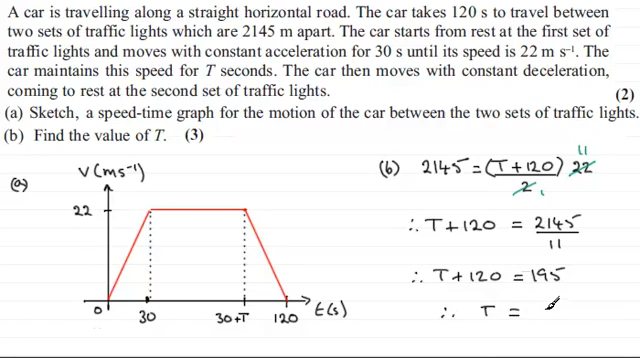 A car is travelling along a straight horizontal road. The car takes 120 s to travel between
two sets of traffic lights which are 2145 m apart. The car starts from rest at the first set of
traffic lights and moves with constant acceleration for 30 s until its speed is 22 m s⁻¹. The
car maintains this speed for T seconds. The car then moves with constant deceleration,
coming to rest at the second set of traffic lights.
(2)
(a) Sketch, a speed-time graph for the motion of the car between the two sets of traffic lights.
(b) Find the value of T. (3)
(a)
V (ms⁻¹)
22
0 30 30+T 120 t(s)
11
(b) 2145 = (T+120) 22
2 1
∴ T+120 = 2145
11
∴ T+120 = 195
∴ T =